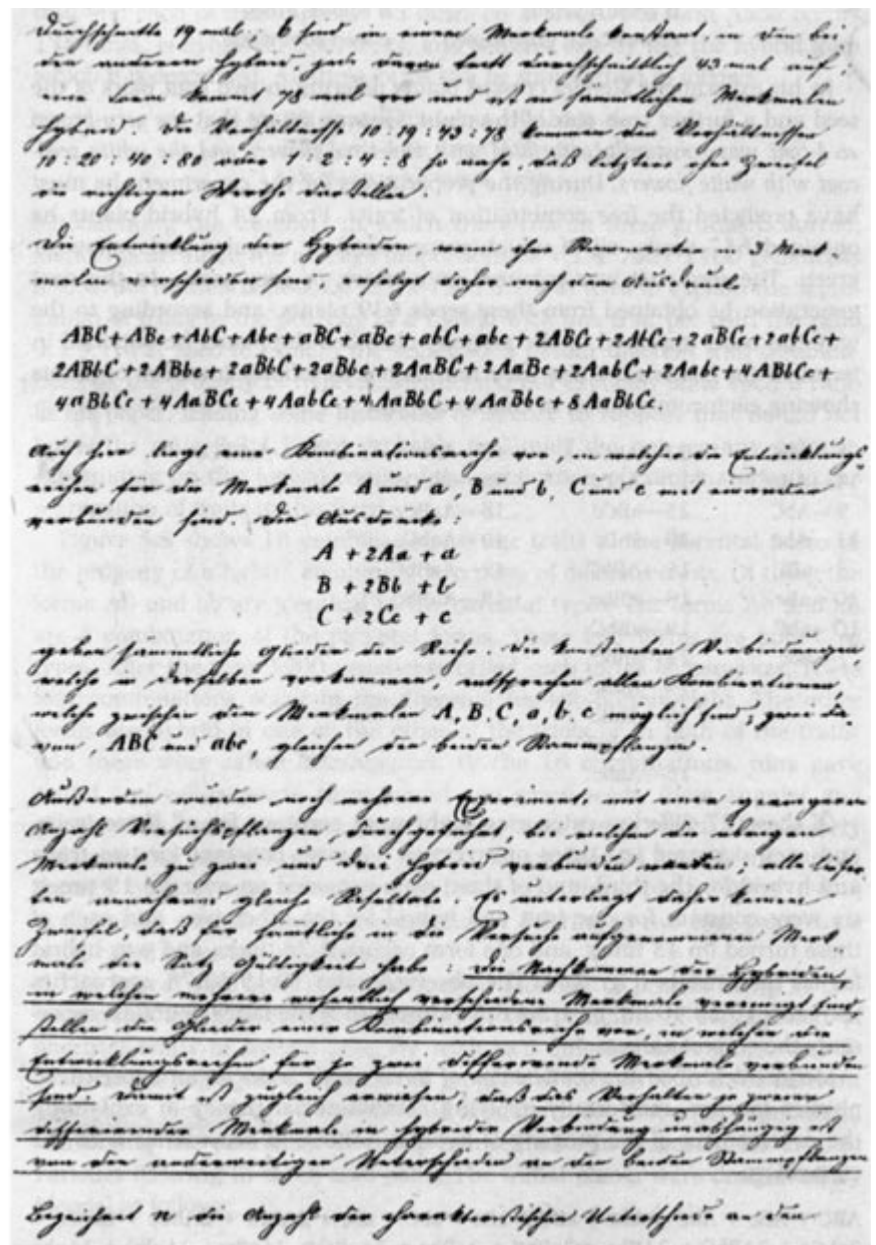 Durchschnitte 19 mal; 6 sind in einem Merkmale konstant, in den bei-
den anderen hybrid, jede davon tritt durchschnittlich 43 mal auf
eine Form kommt 78 mal vor und ist in sämmtlichen Merkmalen
hybrid. Die Verhältnisse 10 : 19 : 43 : 78 kommen den Verhältnissen
10 : 20 : 40 : 80 oder 1 : 2 : 4 : 8 so nahe, daß letztere ohne Zweifel
die richtigen Werthe darstellen.
Die Entwicklung der Hybriden, wenn ihre Stammarten in 3 Merk-
malen verschieden sind, erfolgt daher nach dem Ausdrucke:
ABC + ABc + AbC + Abc + aBC + aBc + abC + abc + 2ABCc + 2AbCc + 2aBCc + 2abCc +
2ABbC + 2ABbc + 2aBbC + 2aBbc + 2AaBC + 2AaBc + 2AabC + 2Aabc + 4ABbCc +
4aBbCc + 4AaBCc + 4AabCc + 4AaBbC + 4AaBbc + 8AaBbCc.
Auch hier liegt eine Kombinationsreihe vor, in welcher die Entwicklungs-
reihen für die Merkmale A und a, B und b, C und c mit einander
verbunden sind. Die Ausdrücke:
A + 2Aa + a
B + 2Bb + b
C + 2Cc + c
geben sämmtliche Glieder der Reihe. Die konstanten Verbindungen
welche in derselben vorkommen, entsprechen allen Kombinationen,
welche zwischen den Merkmalen A, B, C, a, b, c möglich sind; zwei da-
von, ABC und abc, gleichen den beiden Stammpflanzen.
Außerdem wurden noch mehrere Experimente mit einer geringeren
Anzahl Versuchspflanzen durchgeführt, bei welchen die übrigen
Merkmale zu zwei und drei hybrid verbunden waren; alle liefer-
ten annähernd gleiche Resultate. Es unterliegt daher keinem
Zweifel, daß für sämtliche in die Versuche aufgenommenen Merk-
male der Satz Gültigkeit habe: Die Nachkommen der Hybriden
in welchen mehrere wesentlich verschiedene Merkmale vereinigt sind,
stellen die Glieder einer Kombinationsreihe vor, in welcher die
Entwicklungsreihen für je zwei differirende Merkmale verbunden
sind. Damit ist zugleich erwiesen, daß das Verhalten je zweier
differirender Merkmale in hybrider Verbindung unabhängig ist
von den anderweitigen Unterschieden an den beiden Stammpflanzen
Bezeichnet n die Anzahl der charakteristischen Unterschiede an den